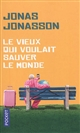 JONAS
JONASSON
LE VIEUX
QUI VOULAIT
SAUVER
LE MONDE
POCKET